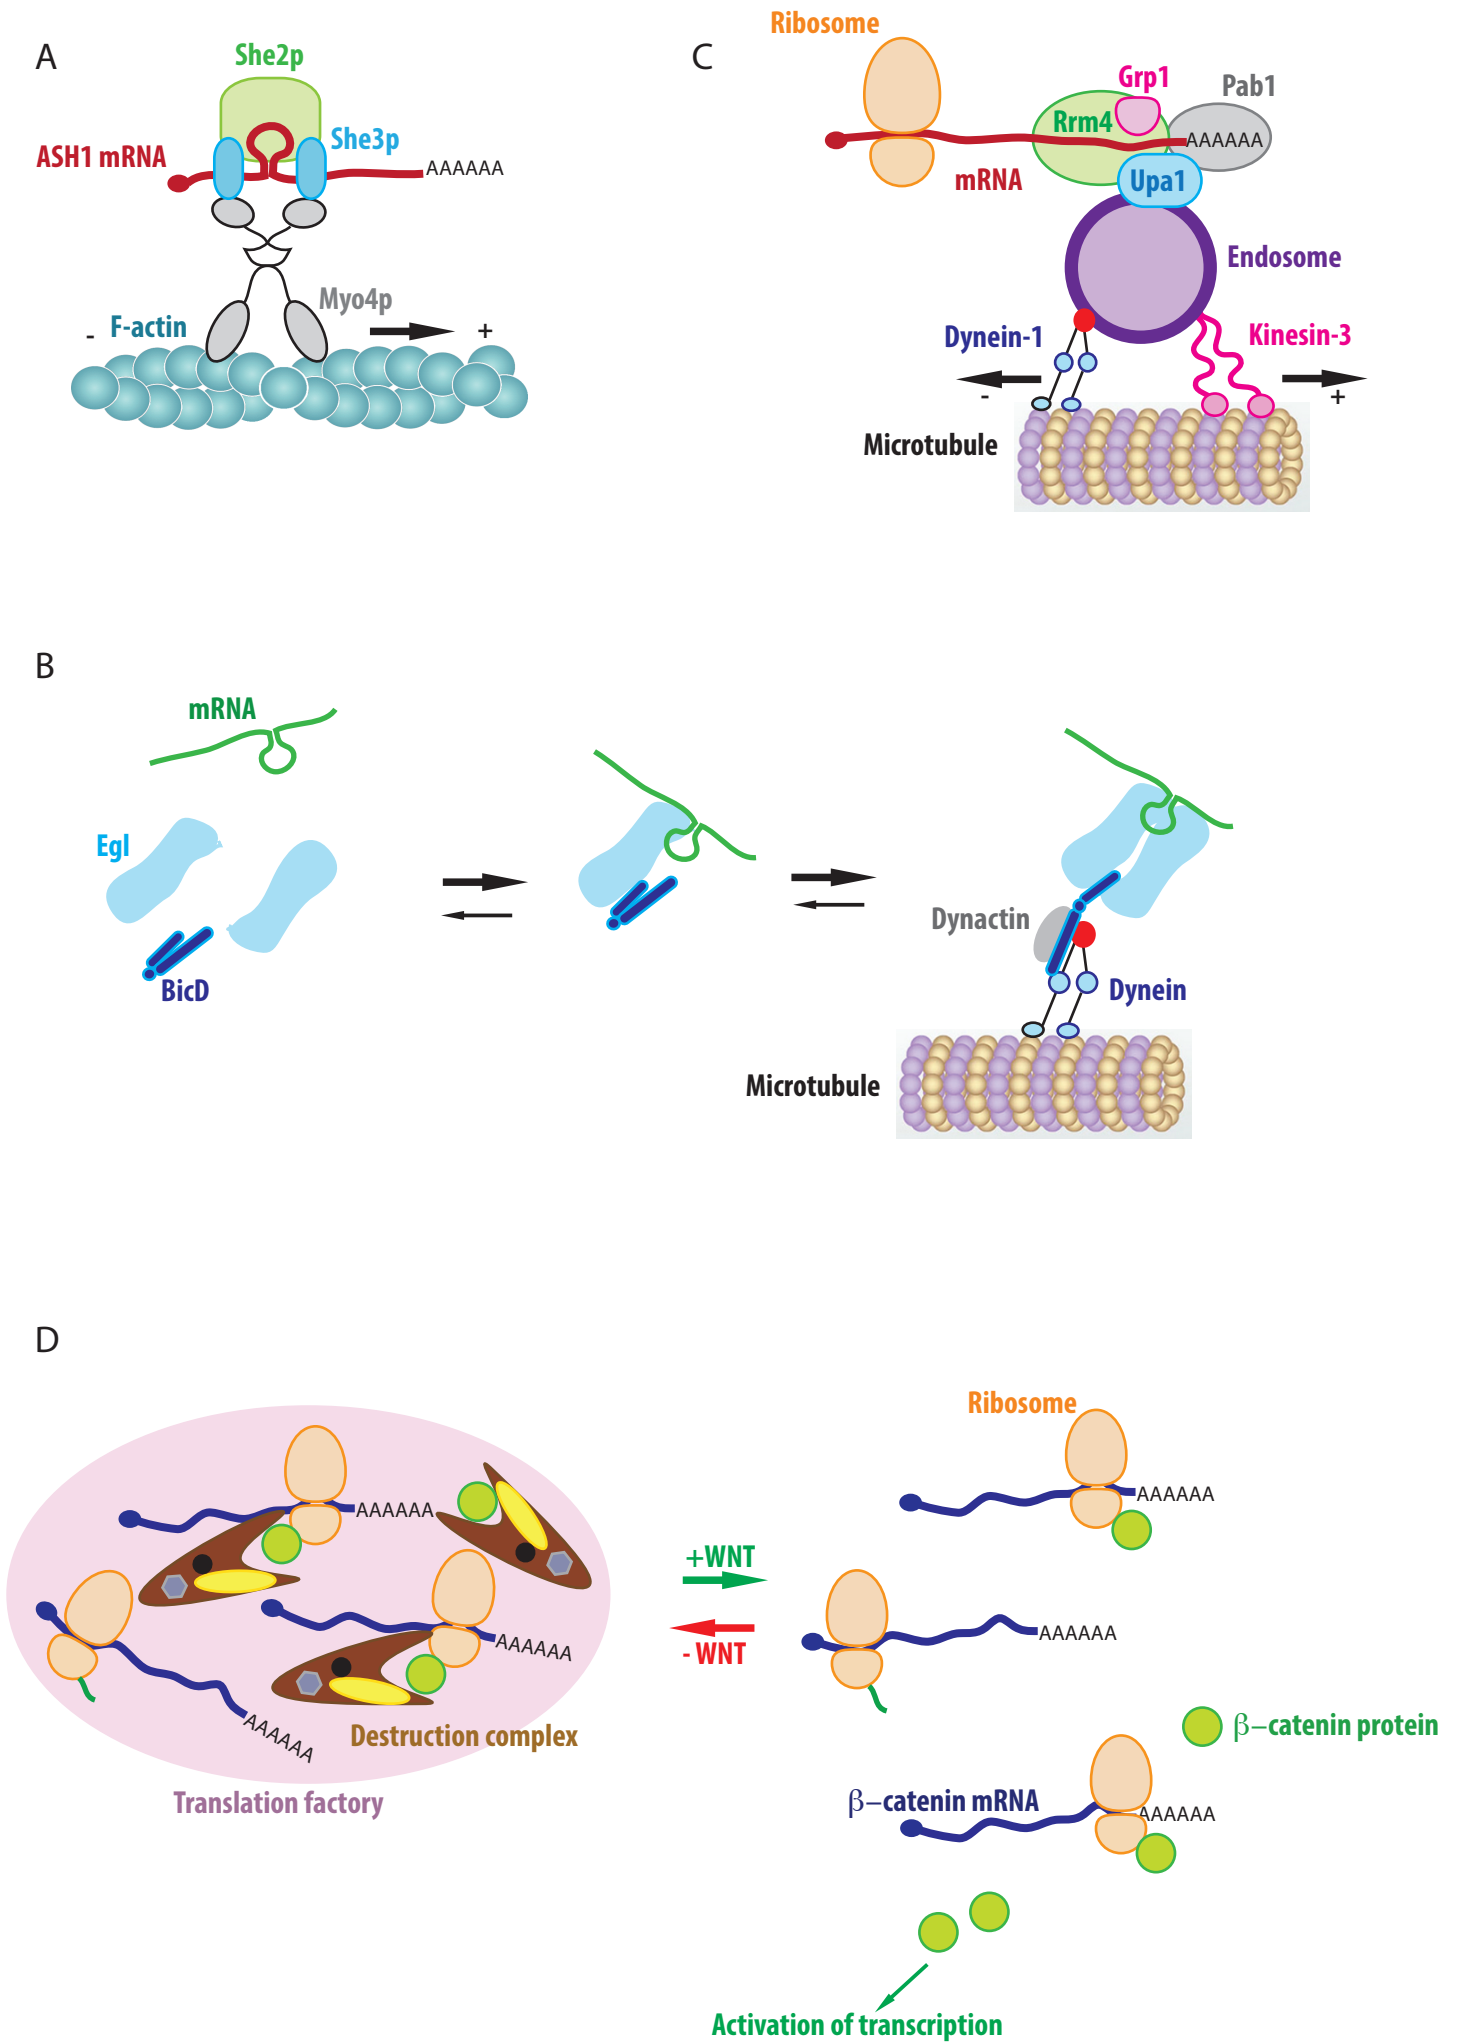 A
She2p
She3p
ASH1 mRNA
AAAAAA
Myo4p
- F-actin
+
C
Ribosome
Grp1
Pab1
Rrm4
AAAAAA
mRNA
Upa1
Endosome
Dynein-1
Kinesin-3
-
+
Microtubule
B
mRNA
Egl
BicD
Dynactin
Dynein
Microtubule
D
AAAAAA
AAAAAA
AAAAAA
Destruction complex
Translation factory
+WNT
- WNT
Ribosome
AAAAAA
AAAAAA
β–catenin protein
β–catenin mRNA
AAAAAA
Activation of transcription